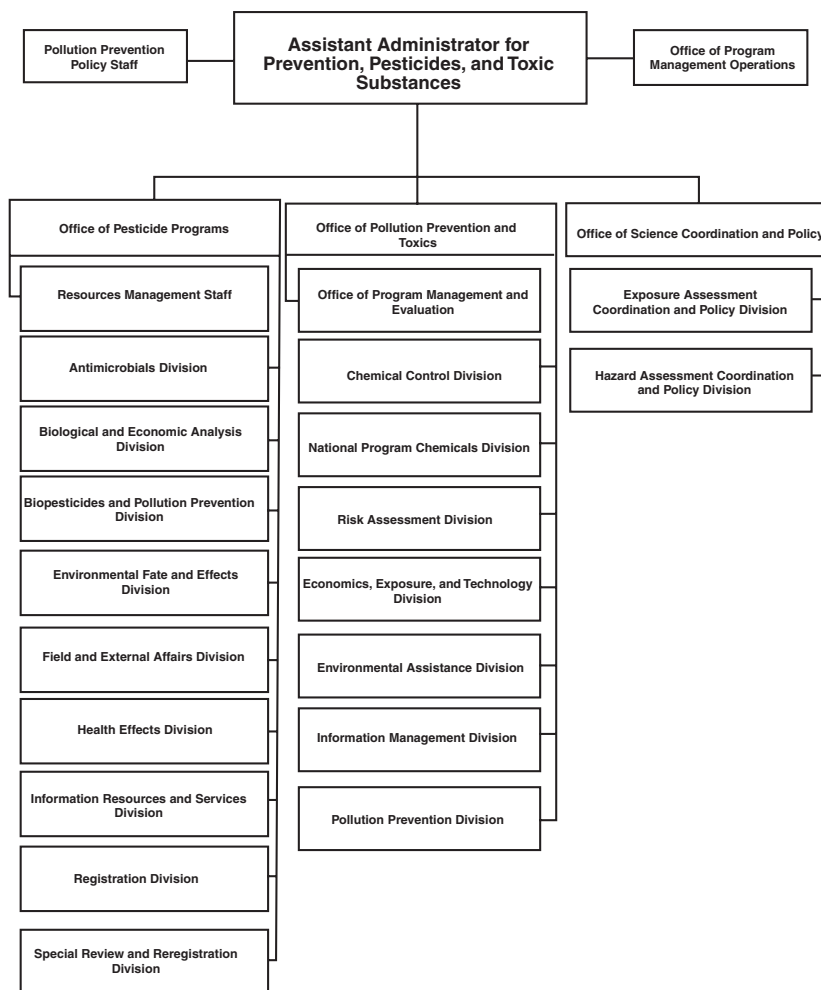 Pollution Prevention
Policy Staff
Assistant Administrator for
Prevention, Pesticides, and Toxic
Substances
Office of Program
Management Operations
Office of Pesticide Programs
Resources Management Staff
Antimicrobials Division
Biological and Economic Analysis
Division
Biopesticides and Pollution Prevention
Division
Environmental Fate and Effects
Division
Field and External Affairs Division
Health Effects Division
Information Resources and Services
Division
Registration Division
Special Review and Reregistration
Division
Office of Pollution Prevention and
Toxics
Office of Program Management and
Evaluation
Chemical Control Division
National Program Chemicals Division
Risk Assessment Division
Economics, Exposure, and Technology
Division
Environmental Assistance Division
Information Management Division
Pollution Prevention Division
Office of Science Coordination and Policy
Exposure Assessment
Coordination and Policy Division
Hazard Assessment Coordination
and Policy Division